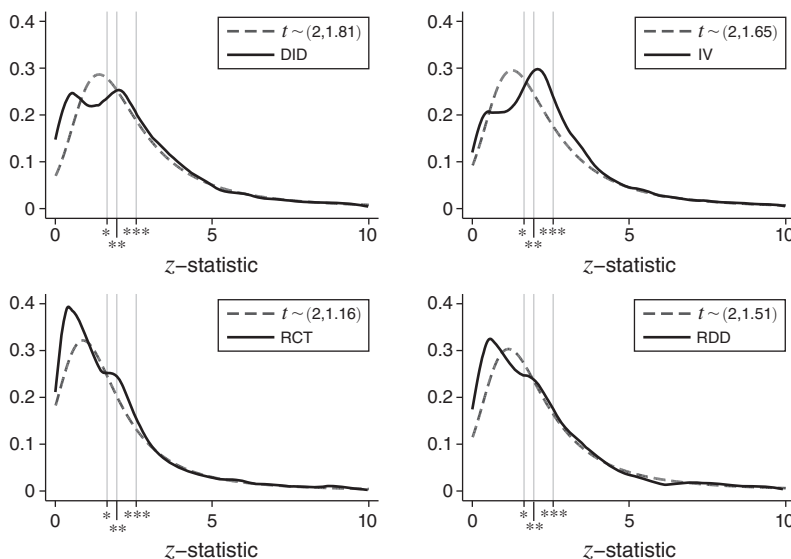 t ~ (2,1.81)
DID
0.4
0.3
0.2
0.1
0
0 * ** *** 5 10
z–statistic
t ~ (2,1.65)
IV
0.4
0.3
0.2
0.1
0
0 * ** *** 5 10
z–statistic
t ~ (2,1.16)
RCT
0.4
0.3
0.2
0.1
0
0 * ** *** 5 10
z–statistic
t ~ (2,1.51)
RDD
0.4
0.3
0.2
0.1
0
0 * ** *** 5 10
z–statistic